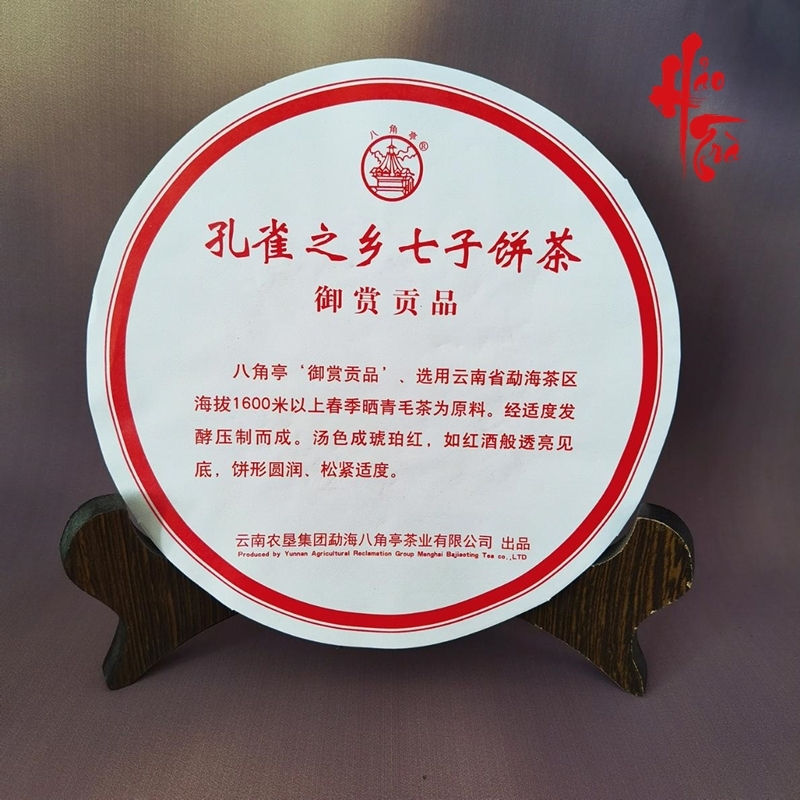 Hảo
Trà
八角亭®
孔雀之乡七子饼茶
御赏贡品
八角亭‘御赏贡品’、选用云南省勐海茶区
海拔1600米以上春季晒青毛茶为原料。经适度发
酵压制而成。汤色成琥珀红，如红酒般透亮见
底，饼形圆润、松紧适度。
云南农垦集团勐海八角亭茶业有限公司 出品
Produced by Yunnan Agricultural Reclamation Group Menghai Bajiaoting Tea co.,LTD